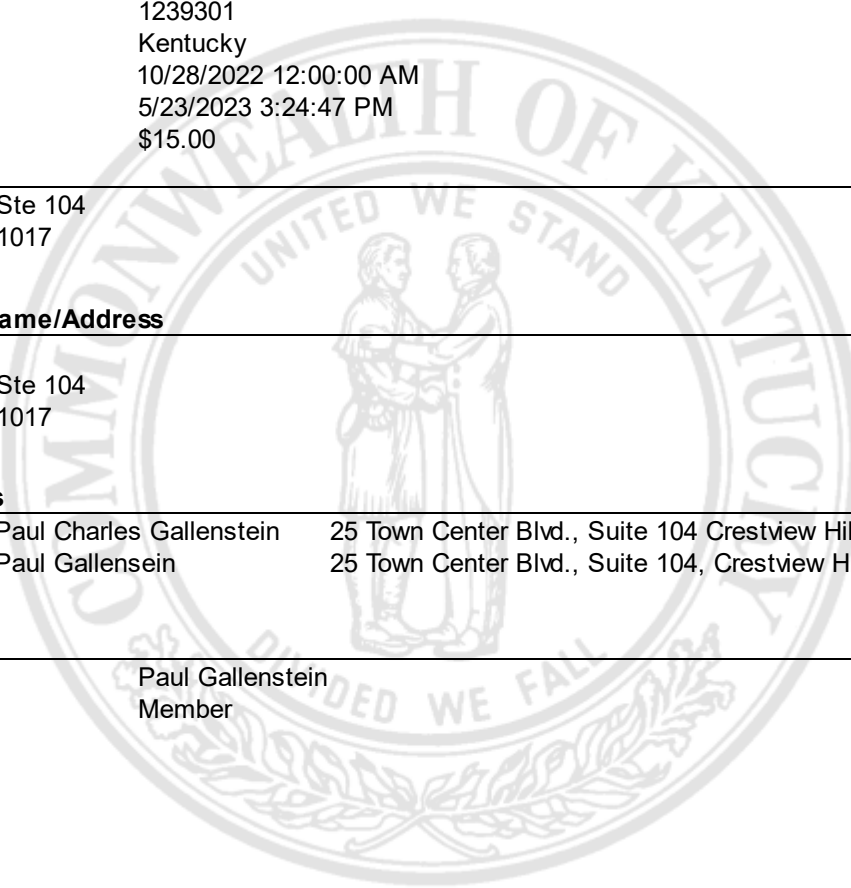 1239301
Kentucky
10/28/2022 12:00:00 AM
5/23/2023 3:24:47 PM
$15.00
Ste 104
1017
ame/Address
Ste 104
1017
s
Paul Charles Gallenstein 25 Town Center Blvd., Suite 104 Crestview Hil
Paul Gallensein 25 Town Center Blvd., Suite 104, Crestview H
Paul Gallenstein
Member
COMMONWEALTH OF KENTUCKY
UNITED WE STAND
DIVIDED WE FALL